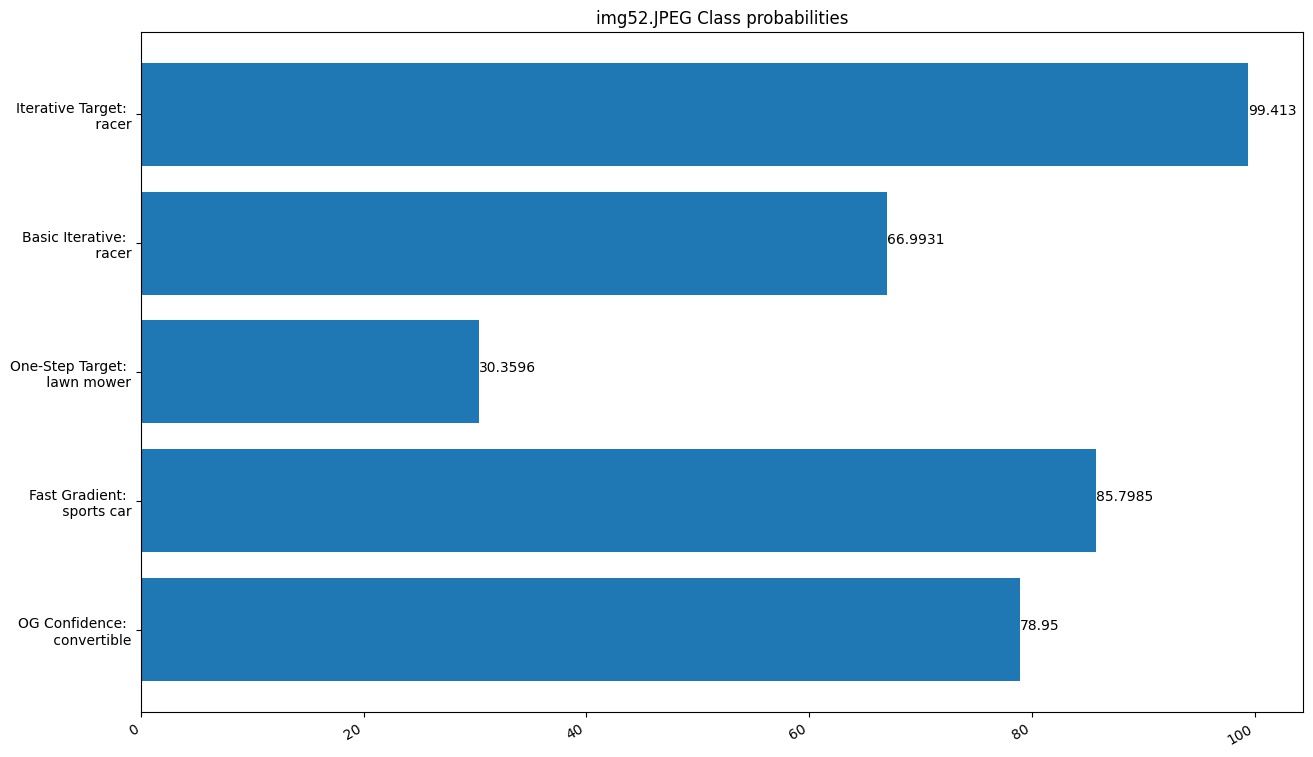 img52.JPEG Class probabilities
Iterative Target:
racer
99.413
Basic Iterative:
racer
66.9931
One-Step Target:
lawn mower
30.3596
Fast Gradient:
sports car
85.7985
OG Confidence:
convertible
78.95
0 20 40 60 80 100